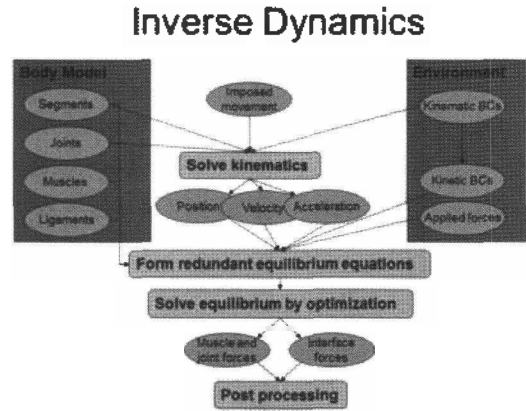 Inverse Dynamics
Body Model
Environment
Segments
Imposed
movement
Kinematic BCs
Joints
Solve kinematics
Muscles
Kinetic BCs
Position
Velocity
Acceleration
Ligaments
Applied forces
Form redundant equilibrium equations
Solve equilibrium by optimization
Muscle and
joint forces
Interface
forces
Post processing